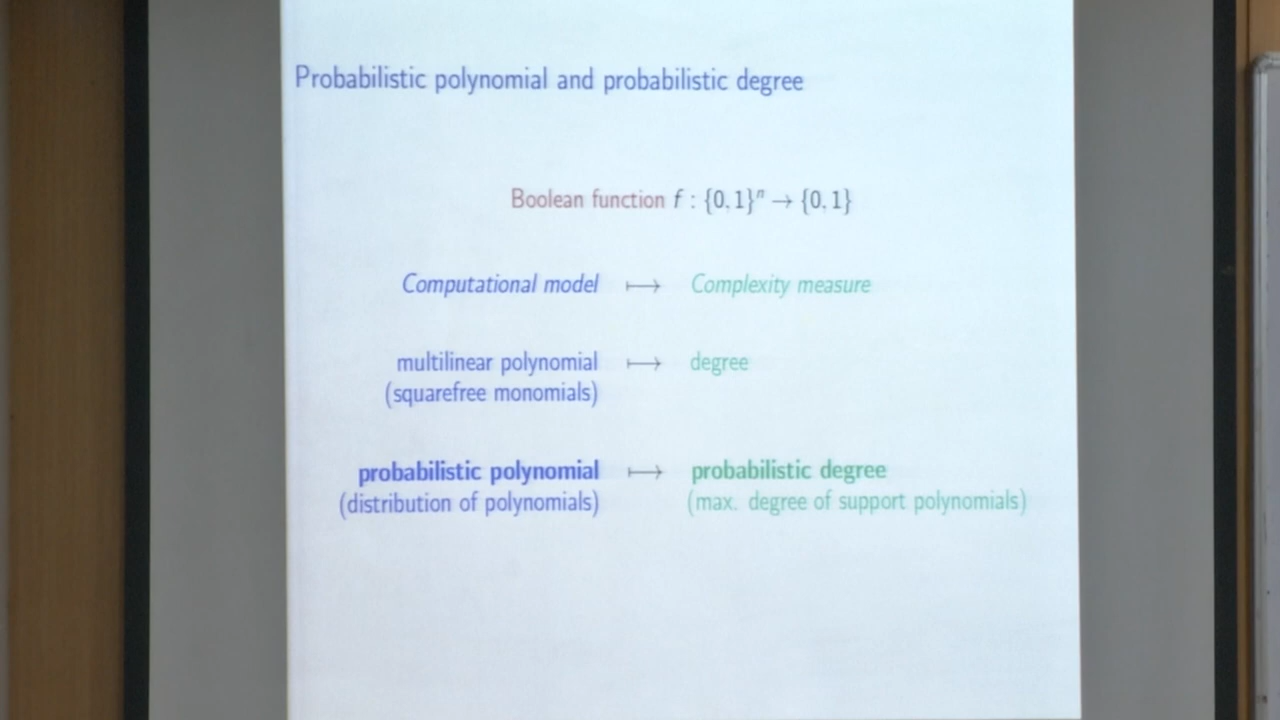 Probabilistic polynomial and probabilistic degree
Boolean function f : {0, 1}ⁿ → {0, 1}
Computational model ⟼ Complexity measure
multilinear polynomial ⟼ degree
(squarefree monomials)
probabilistic polynomial ⟼ probabilistic degree
(distribution of polynomials) (max. degree of support polynomials)